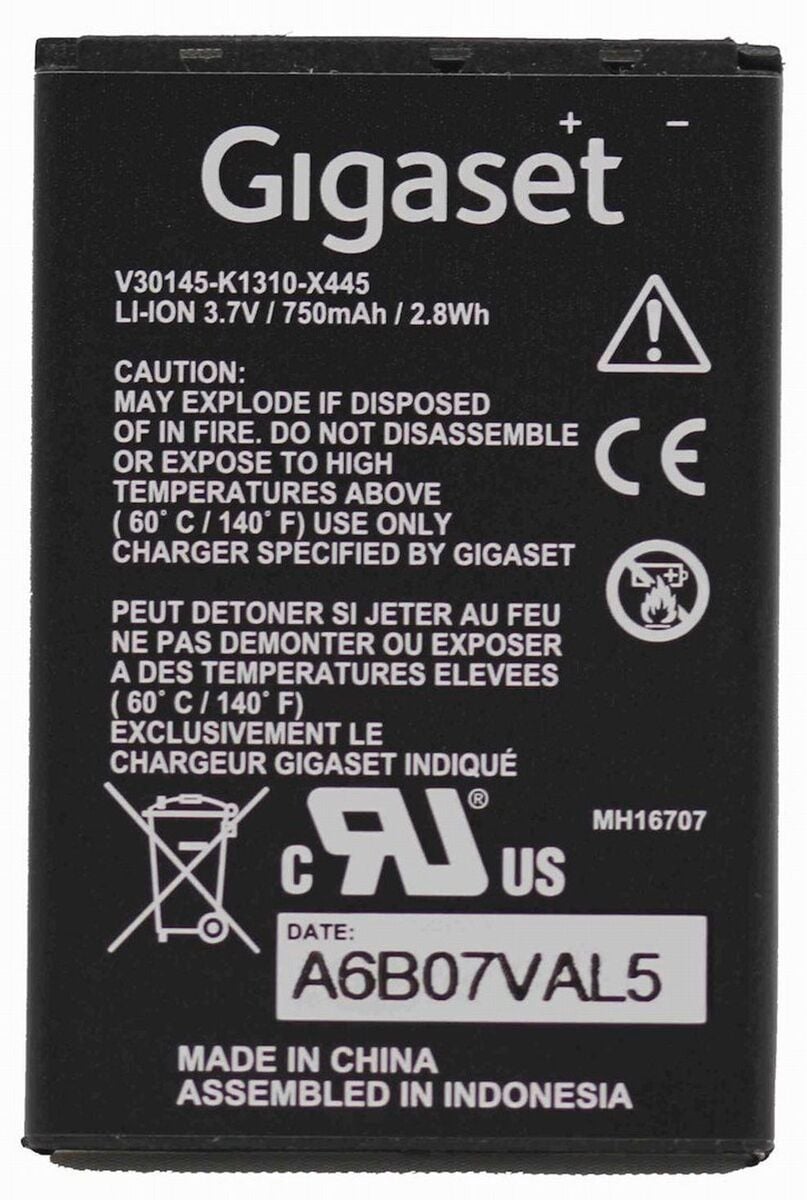 + −
Gigaset
V30145-K1310-X445
LI-ION 3.7V / 750mAh / 2.8Wh
CAUTION:
MAY EXPLODE IF DISPOSED
OF IN FIRE. DO NOT DISASSEMBLE
OR EXPOSE TO HIGH
TEMPERATURES ABOVE
( 60° C / 140° F) USE ONLY
CHARGER SPECIFIED BY GIGASET
CE
PEUT DETONER SI JETER AU FEU
NE PAS DEMONTER OU EXPOSER
A DES TEMPERATURES ELEVEES
( 60° C / 140° F)
EXCLUSIVEMENT LE
CHARGEUR GIGASET INDIQUÉ
C RU® US
MH16707
DATE:
A6B07VAL5
MADE IN CHINA
ASSEMBLED IN INDONESIA